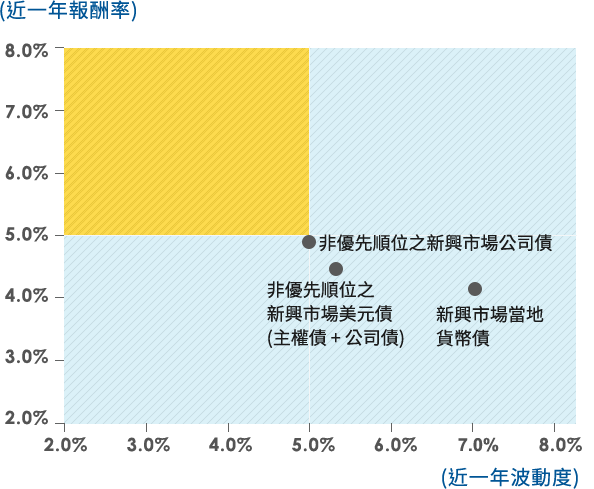 (近一年報酬率)
8.0%
7.0%
6.0%
5.0%
非優先順位之新興市場公司債
4.0%
非優先順位之
新興市場美元債
(主權債 + 公司債)
新興市場當地
貨幣債
3.0%
2.0%
2.0% 3.0% 4.0% 5.0% 6.0% 7.0% 8.0%
(近一年波動度)